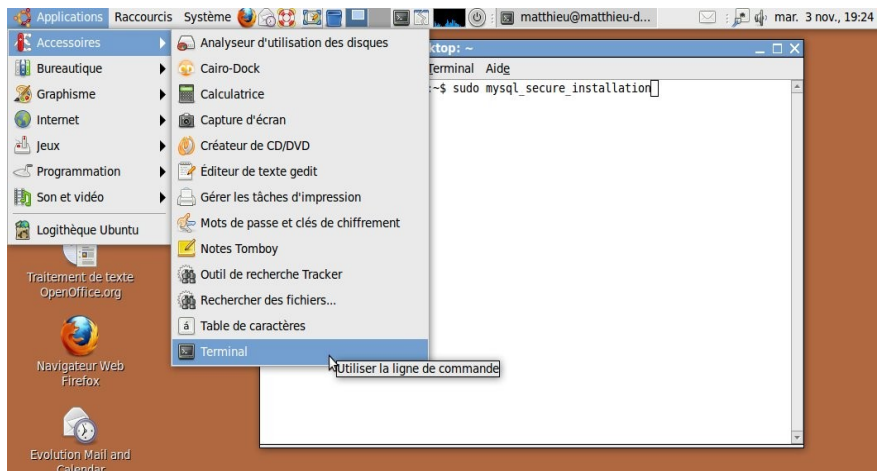 Applications Raccourcis Système matthieu@matthieu-d... mar. 3 nov., 19:24
Accessoires
Bureautique
Graphisme
Internet
Jeux
Programmation
Son et vidéo
Logithèque Ubuntu
Analyseur d'utilisation des disques
Cairo-Dock
Calculatrice
Capture d'écran
Créateur de CD/DVD
Éditeur de texte gedit
Gérer les tâches d'impression
Mots de passe et clés de chiffrement
Notes Tomboy
Outil de recherche Tracker
Rechercher des fichiers...
Table de caractères
Terminal
Utiliser la ligne de commande
ktop: ~
Terminal Aide
:~$ sudo mysql_secure_installation
Traitement de texte
OpenOffice.org
Navigateur Web
Firefox
Evolution Mail and
Calendar